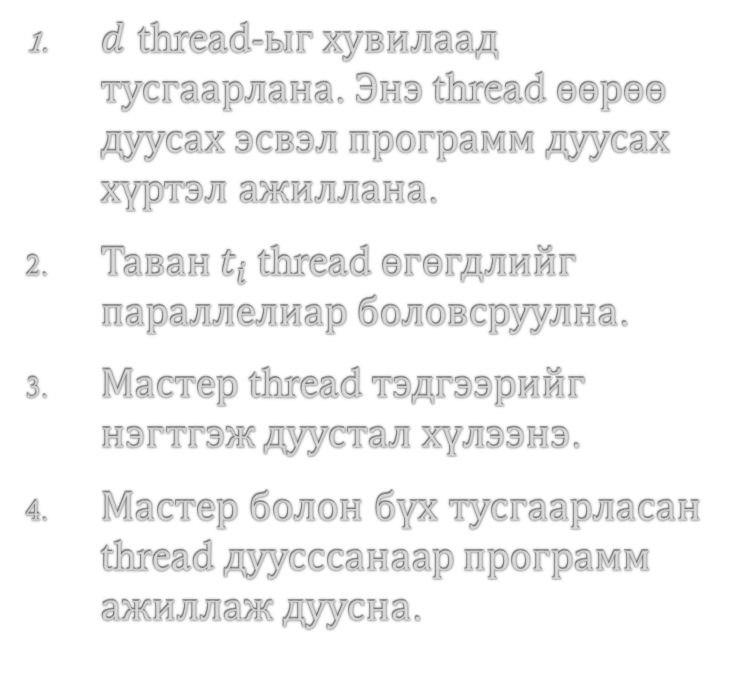 1. d thread-ыг хувилаад
тусгаарлана. Энэ thread өөрөө
дуусах эсвэл программ дуусах
хүртэл ажиллана.
2. Таван tᵢ thread өгөгдлийг
параллелиар боловсруулна.
3. Мастер thread тэдгээрийг
нэгтгэж дуустал хүлээнэ.
4. Мастер болон бүх тусгаарласан
thread дуусссанаар программ
ажиллаж дуусна.